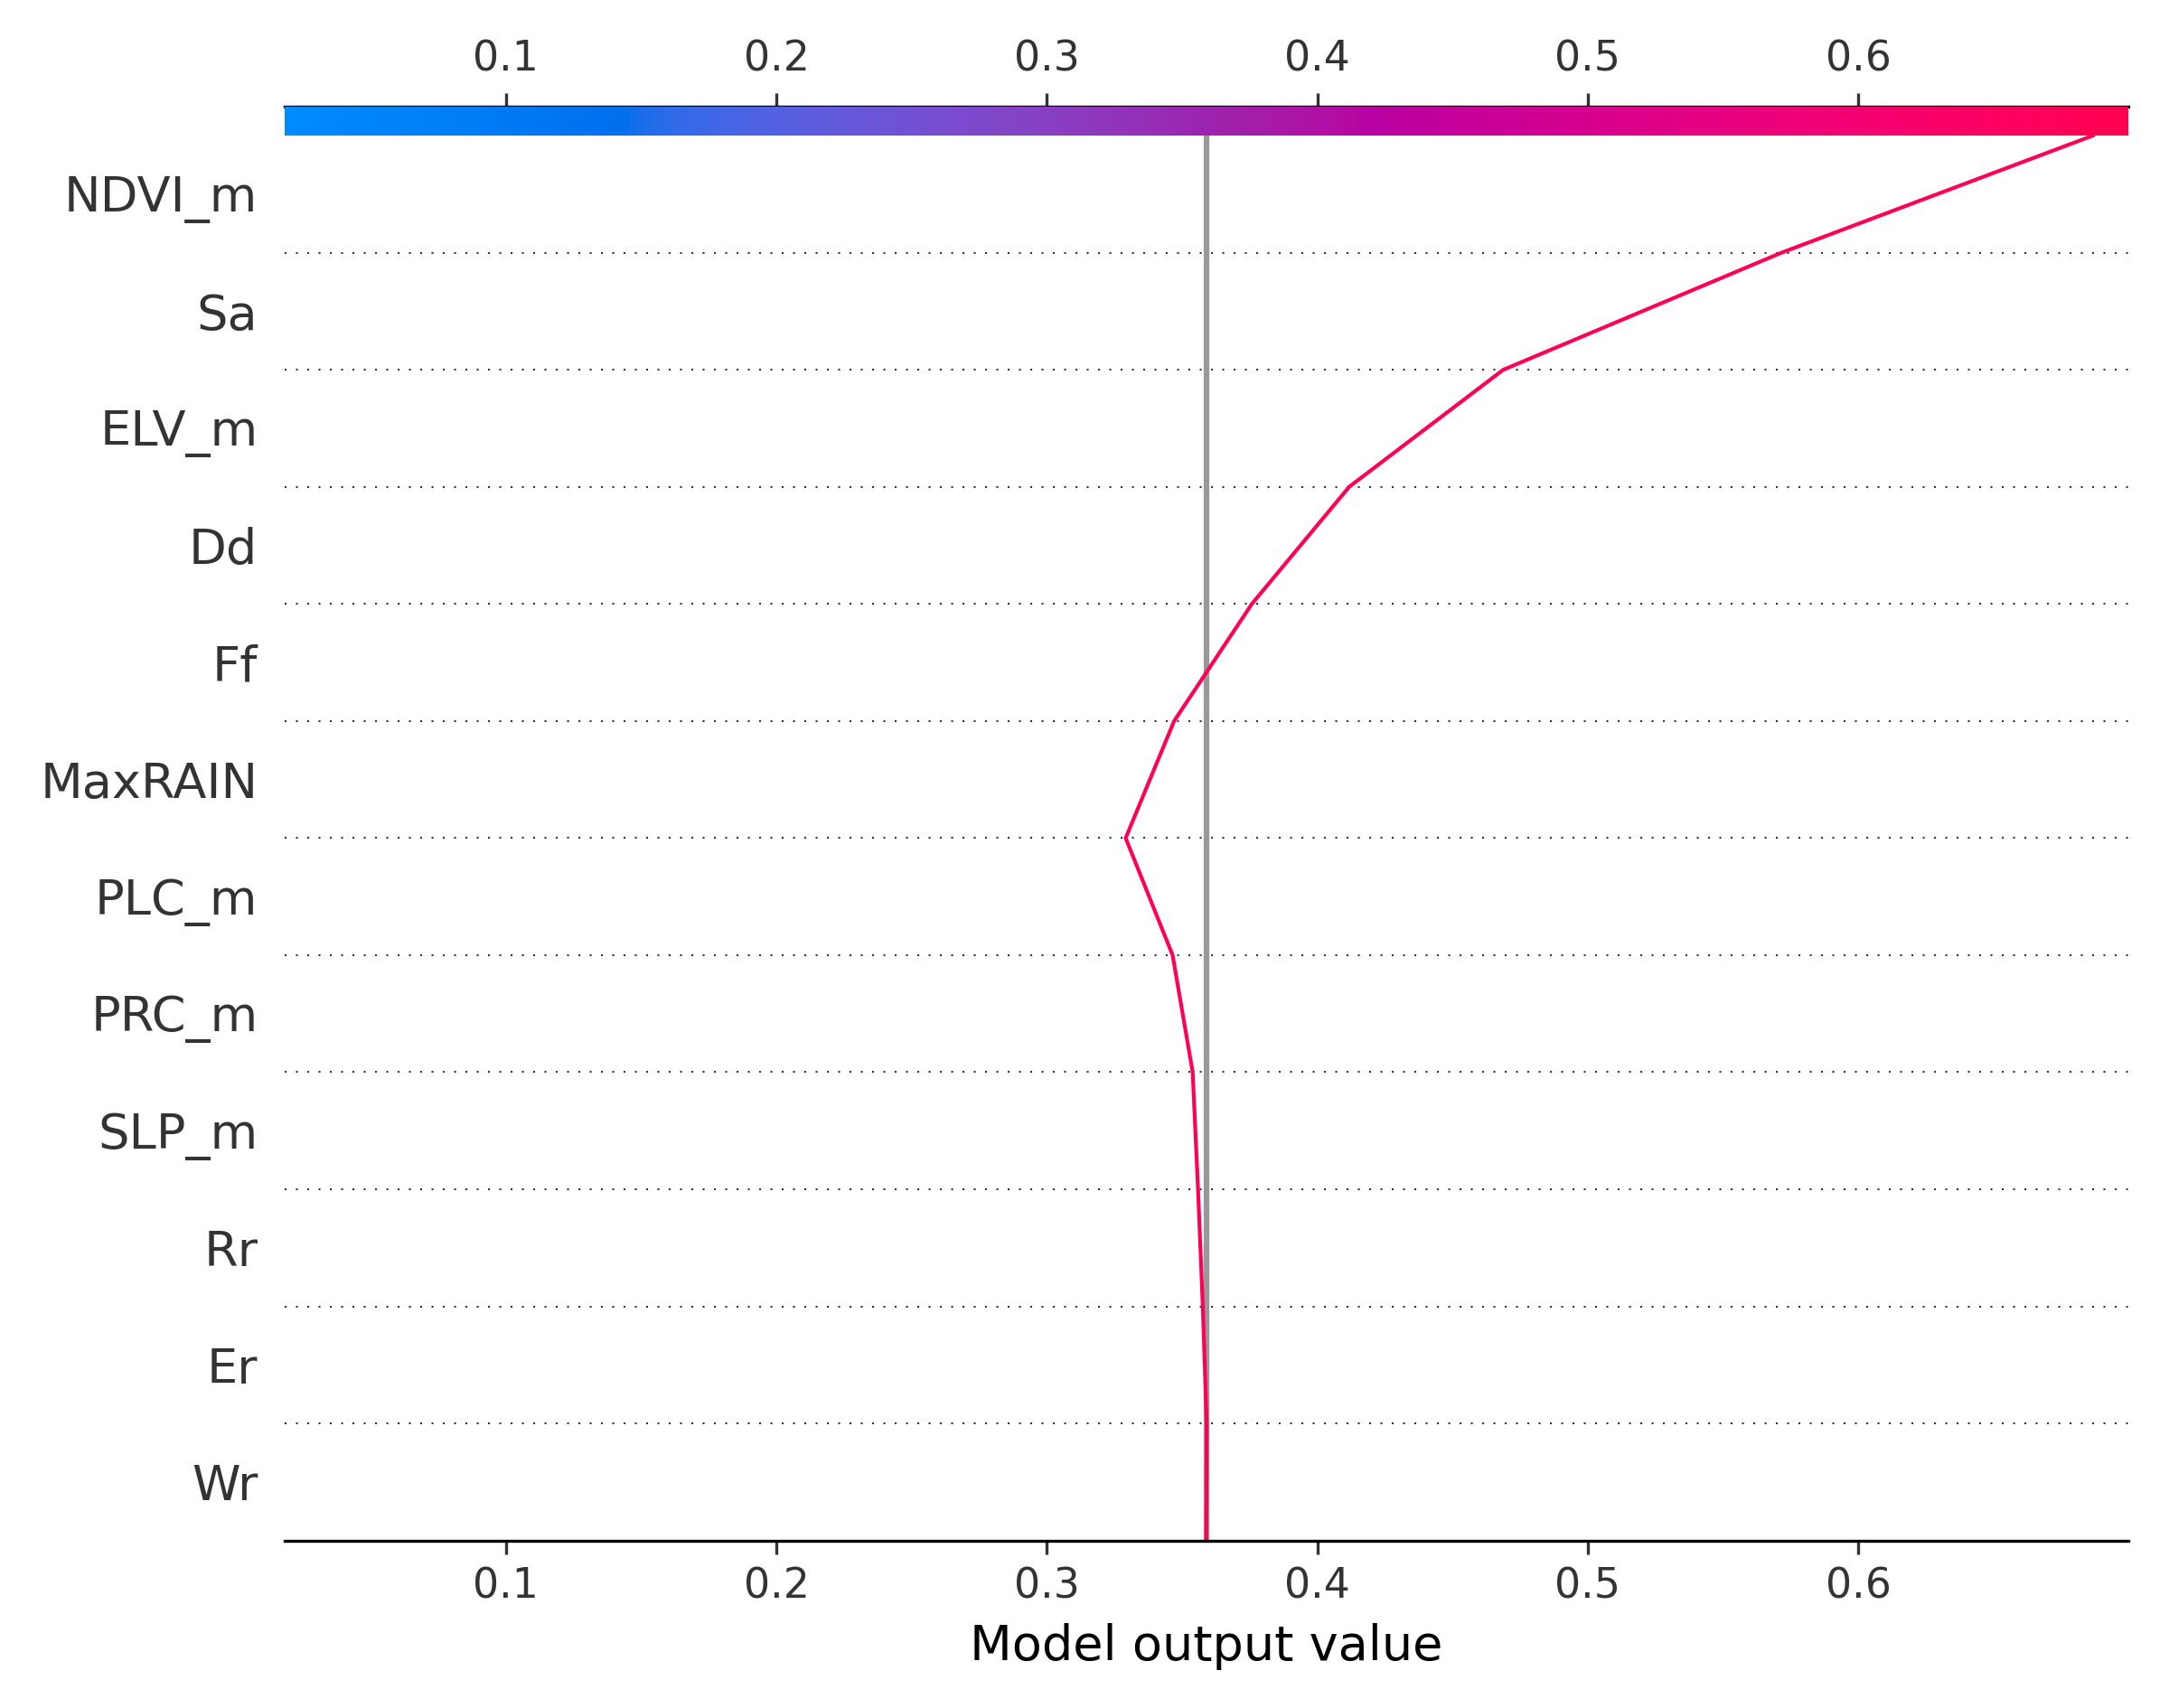 0.1 0.2 0.3 0.4 0.5 0.6
NDVI_m
Sa
ELV_m
Dd
Ff
MaxRAIN
PLC_m
PRC_m
SLP_m
Rr
Er
Wr
0.1 0.2 0.3 0.4 0.5 0.6
Model output value